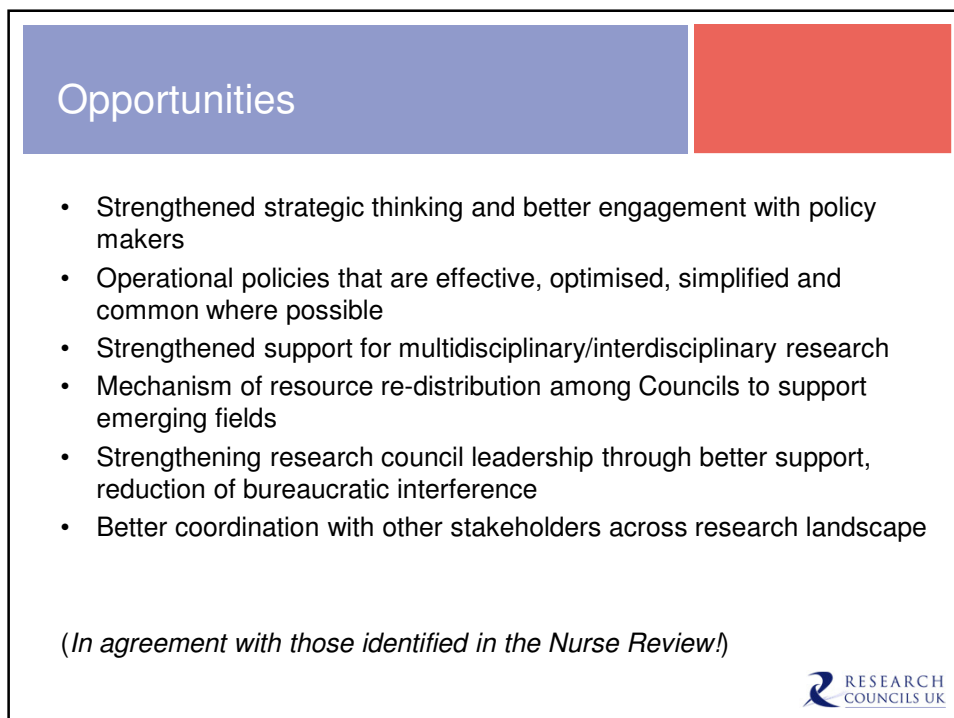 Opportunities
• Strengthened strategic thinking and better engagement with policy
makers
• Operational policies that are effective, optimised, simplified and
common where possible
• Strengthened support for multidisciplinary/interdisciplinary research
• Mechanism of resource re-distribution among Councils to support
emerging fields
• Strengthening research council leadership through better support,
reduction of bureaucratic interference
• Better coordination with other stakeholders across research landscape
(In agreement with those identified in the Nurse Review!)
RESEARCH
COUNCILS UK